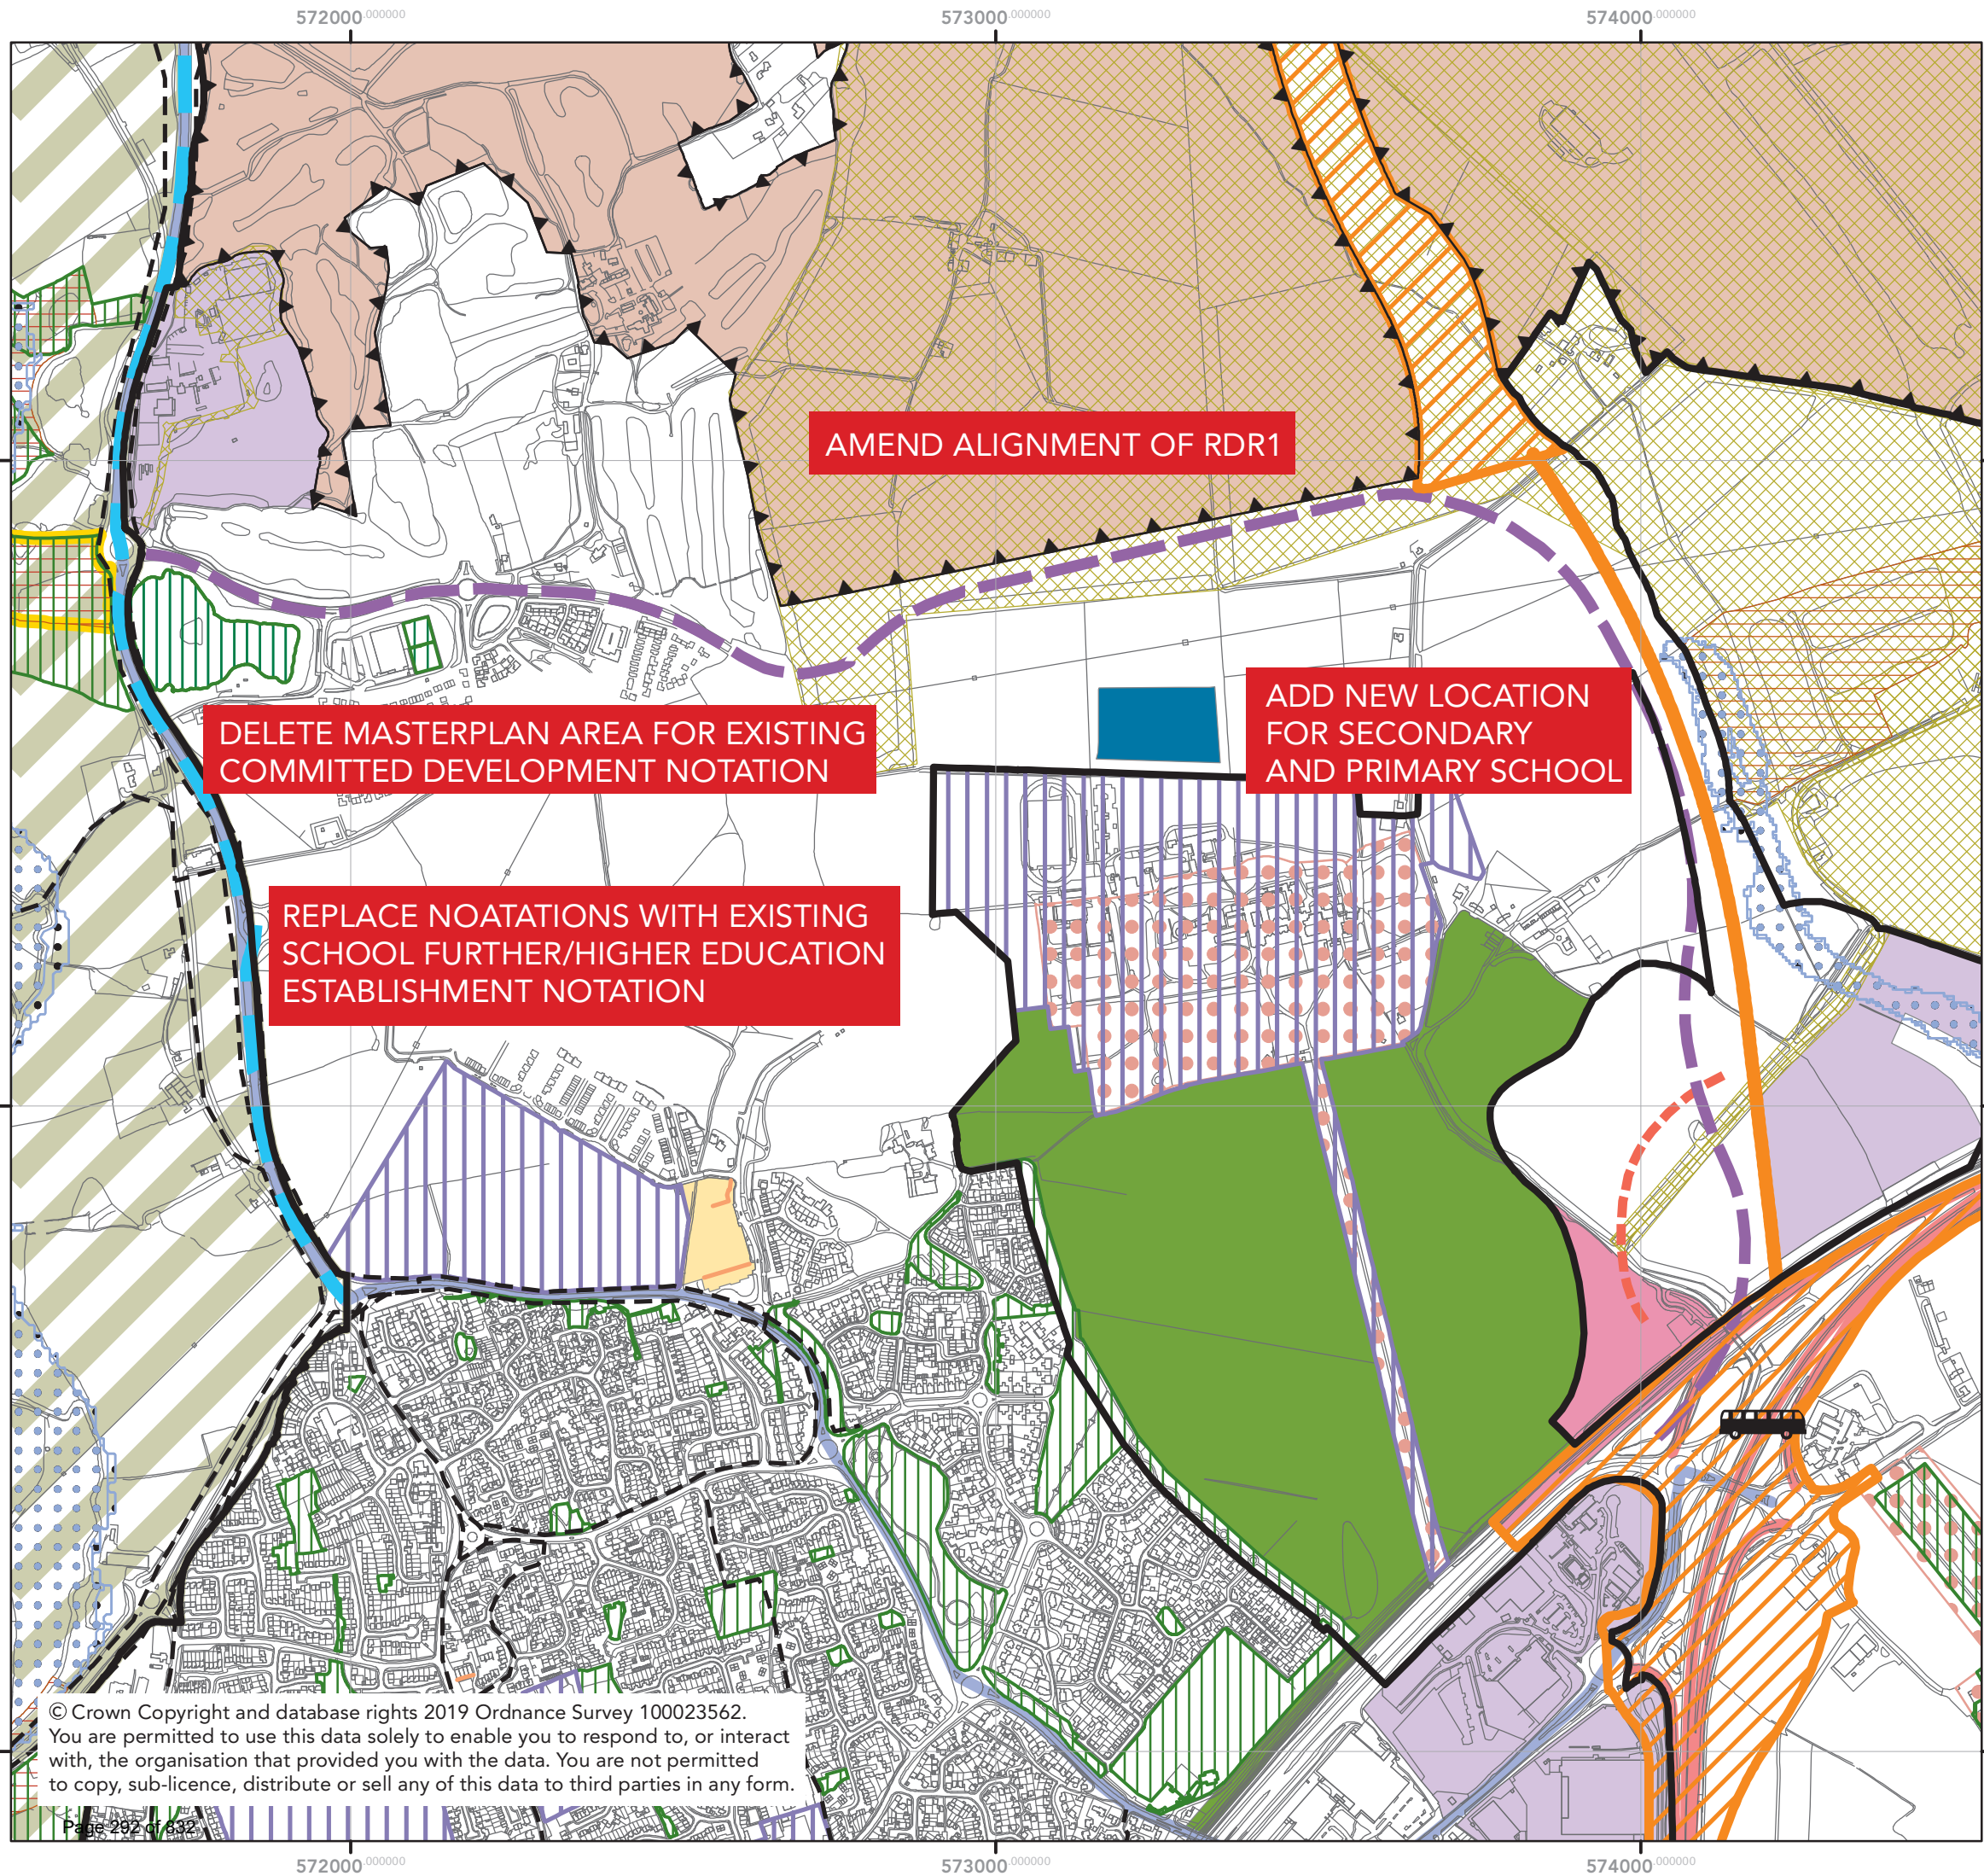 572000.000000
573000.000000
574000.000000
AMEND ALIGNMENT OF RDR1
ADD NEW LOCATION
FOR SECONDARY
AND PRIMARY SCHOOL
DELETE MASTERPLAN AREA FOR EXISTING
COMMITTED DEVELOPMENT NOTATION
REPLACE NOATATIONS WITH EXISTING
SCHOOL FURTHER/HIGHER EDUCATION
ESTABLISHMENT NOTATION
© Crown Copyright and database rights 2019 Ordnance Survey 100023562.
You are permitted to use this data solely to enable you to respond to, or interact
with, the organisation that provided you with the data. You are not permitted
to copy, sub-licence, distribute or sell any of this data to third parties in any form.
Page 292 of 832
572000.000000
573000.000000
574000.000000